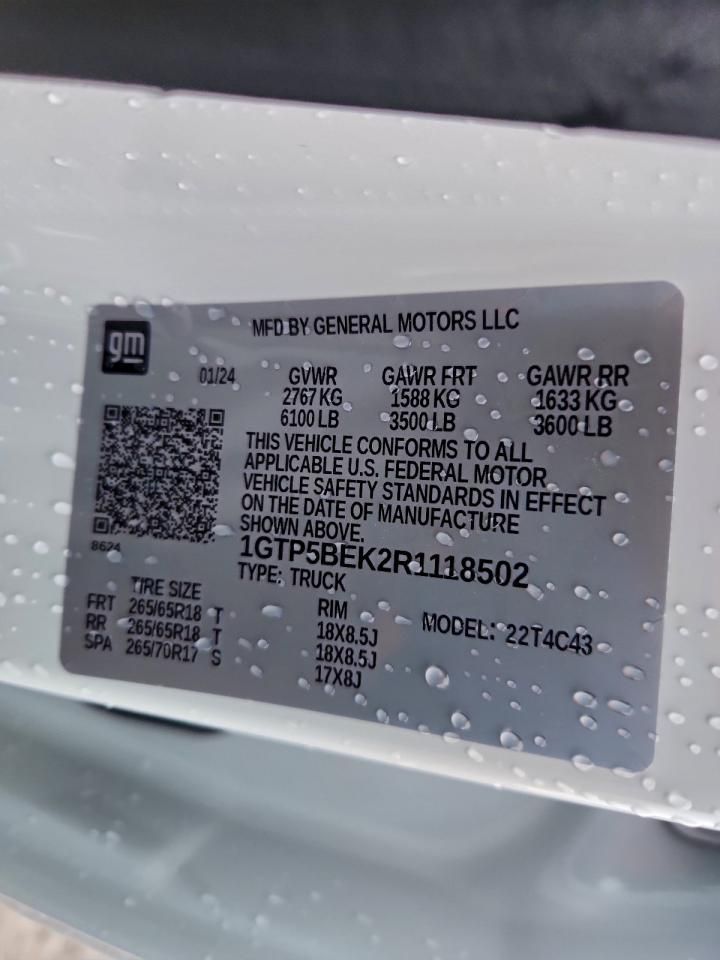 gm
MFD BY GENERAL MOTORS LLC
01/24 GVWR GAWR FRT GAWR RR
2767 KG 1588 KG 1633 KG
6100 LB 3500 LB 3600 LB
THIS VEHICLE CONFORMS TO ALL
APPLICABLE U.S. FEDERAL MOTOR
VEHICLE SAFETY STANDARDS IN EFFECT
ON THE DATE OF MANUFACTURE
SHOWN ABOVE.
8624
1GTP5BEK2R1118502
TYPE: TRUCK
TIRE SIZE RIM MODEL: 22T4C43
FRT 265/65R18 T 18X8.5J
RR 265/65R18 T 18X8.5J
SPA 265/70R17 S 17X8J